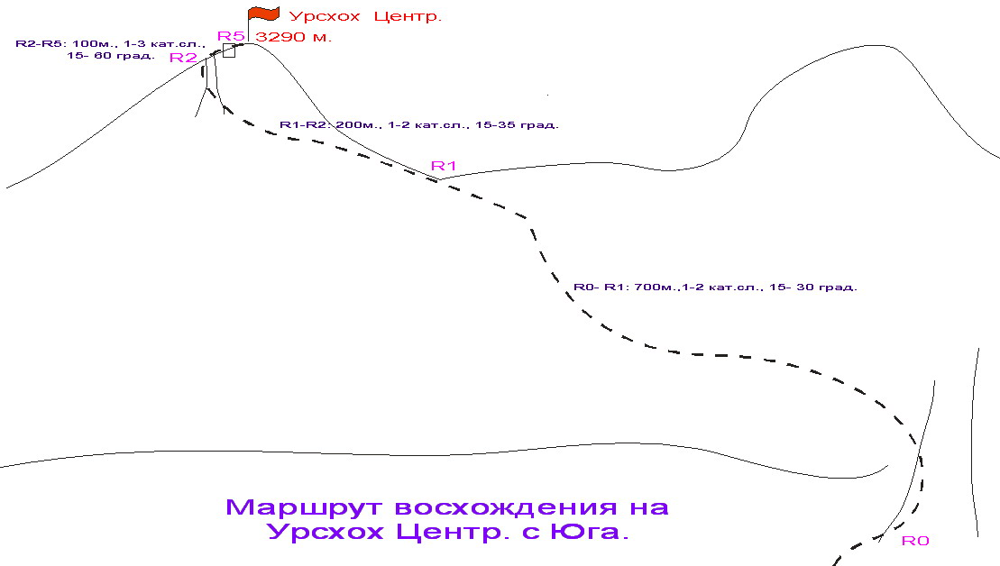 Урсхох Центр.
R5 3290 м.
R2-R5: 100м., 1-3 кат.сл.,
15- 60 град.
R2
R1-R2: 200м., 1-2 кат.сл., 15-35 град.
R1
R0- R1: 700м.,1-2 кат.сл., 15- 30 град.
Маршрут восхождения на
Урсхох Центр. с Юга.
R0